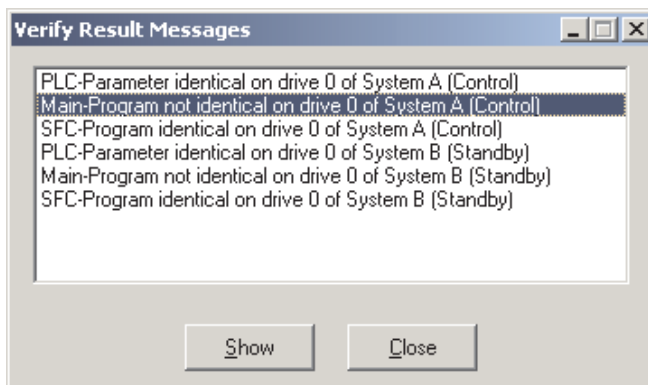 Verify Result Messages
PLC-Parameter identical on drive 0 of System A (Control)
Main-Program not identical on drive 0 of System A (Control)
SFC-Program identical on drive 0 of System A (Control)
PLC-Parameter identical on drive 0 of System B (Standby)
Main-Program not identical on drive 0 of System B (Standby)
SFC-Program identical on drive 0 of System B (Standby)
Show Close